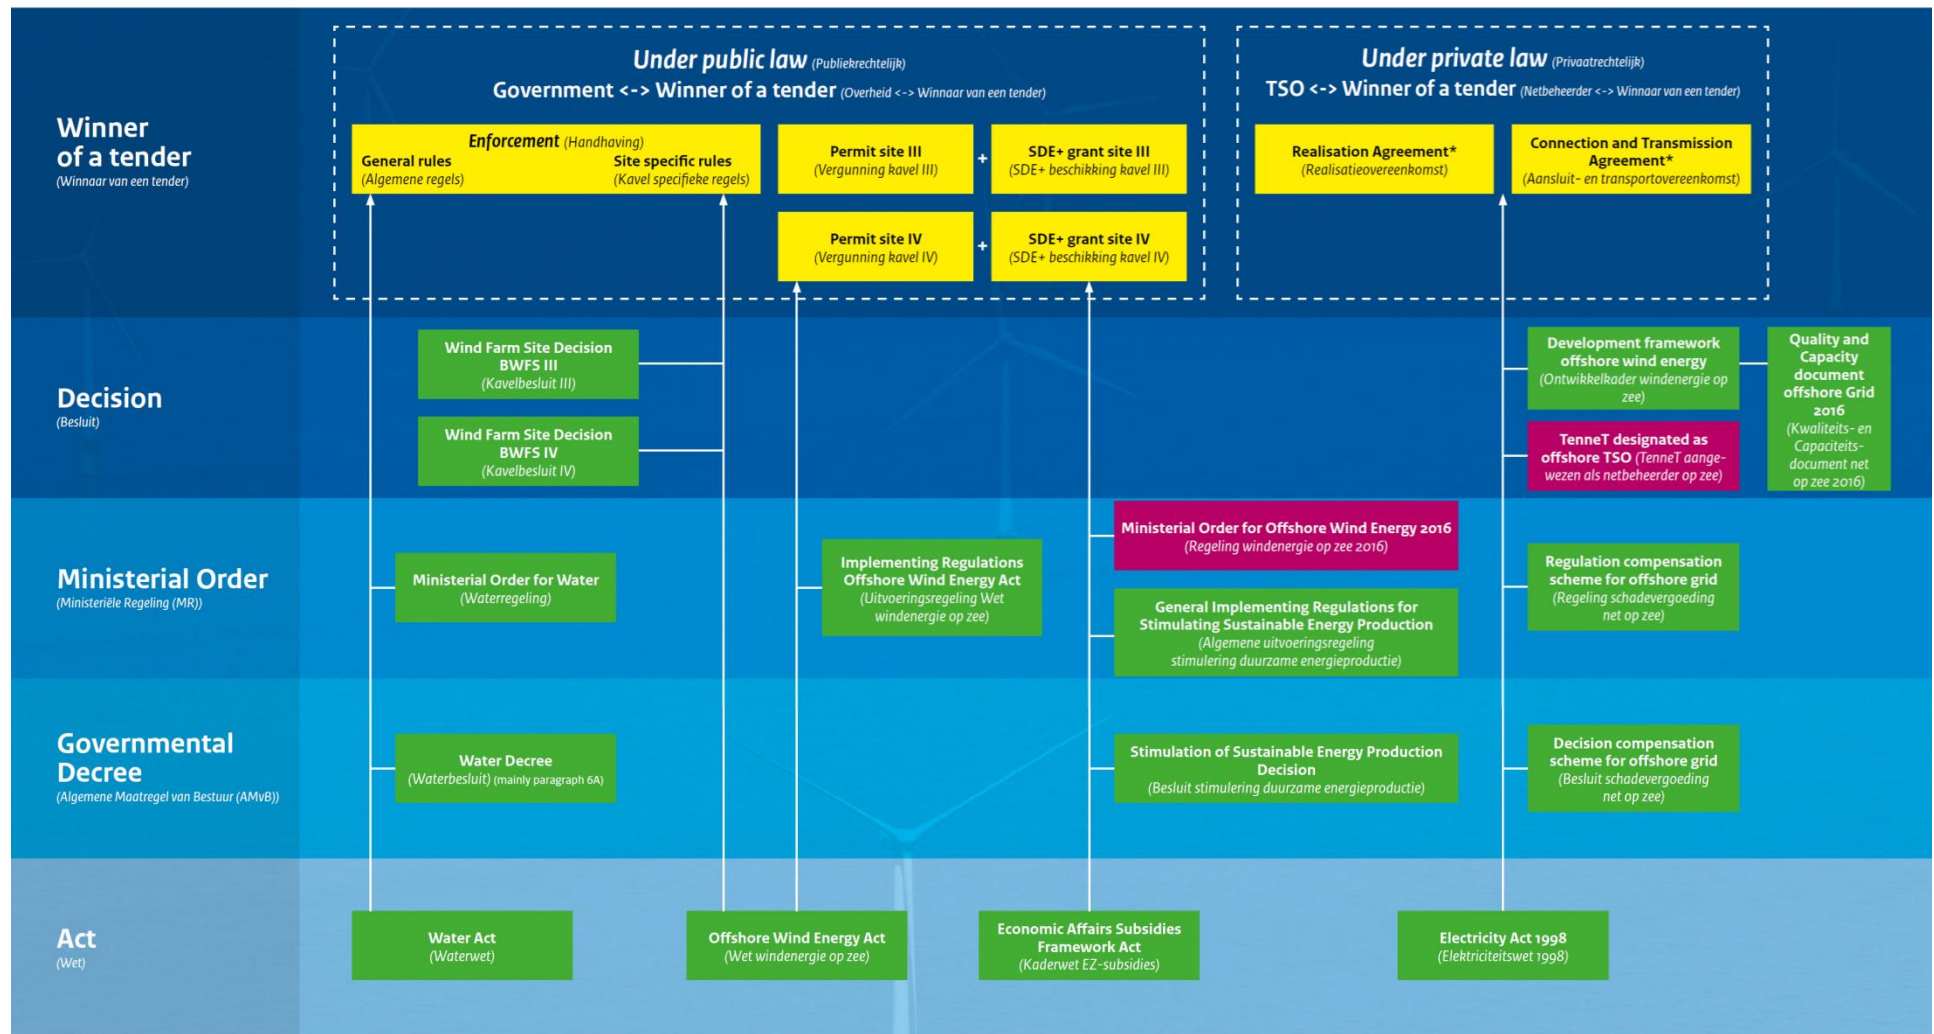 Under public law (Publiekrechtelijk)
Government <-> Winner of a tender (Overheid <-> Winnaar van een tender)
Under private law (Privaatrechtelijk)
TSO <-> Winner of a tender (Netbeheerder <-> Winnaar van een tender)
Winner
of a tender
(Winnaar van een tender)
Enforcement (Handhaving)
General rules
(Algemene regels)
Site specific rules
(Kavel specifieke regels)
Permit site III
(Vergunning kavel III)
+
SDE+ grant site III
(SDE+ beschikking kavel III)
Permit site IV
(Vergunning kavel IV)
+
SDE+ grant site IV
(SDE+ beschikking kavel IV)
Realisation Agreement*
(Realisatieovereenkomst)
Connection and Transmission
Agreement*
(Aansluit- en transportovereenkomst)
Decision
(Besluit)
Wind Farm Site Decision
BWFS III
(Kavelbesluit III)
Wind Farm Site Decision
BWFS IV
(Kavelbesluit IV)
Development framework
offshore wind energy
(Ontwikkelkader windenergie op
zee)
TenneT designated as
offshore TSO (TenneT aange-
wezen als netbeheerder op zee)
Quality and
Capacity
document
offshore Grid
2016
(Kwaliteits- en
Capaciteits-
document net
op zee 2016)
Ministerial Order
(Ministeriële Regeling (MR))
Ministerial Order for Water
(Waterregeling)
Implementing Regulations
Offshore Wind Energy Act
(Uitvoeringsregeling Wet
windenergie op zee)
Ministerial Order for Offshore Wind Energy 2016
(Regeling windenergie op zee 2016)
General Implementing Regulations for
Stimulating Sustainable Energy Production
(Algemene uitvoeringsregeling
stimulering duurzame energieproductie)
Regulation compensation
scheme for offshore grid
(Regeling schadevergoeding
net op zee)
Governmental
Decree
(Algemene Maatregel van Bestuur (AMvB))
Water Decree
(Waterbesluit) (mainly paragraph 6A)
Stimulation of Sustainable Energy Production
Decision
(Besluit stimulering duurzame energieproductie)
Decision compensation
scheme for offshore grid
(Besluit schadevergoeding
net op zee)
Act
(Wet)
Water Act
(Waterwet)
Offshore Wind Energy Act
(Wet windenergie op zee)
Economic Affairs Subsidies
Framework Act
(Kaderwet EZ-subsidies)
Electricity Act 1998
(Elektriciteitswet 1998)